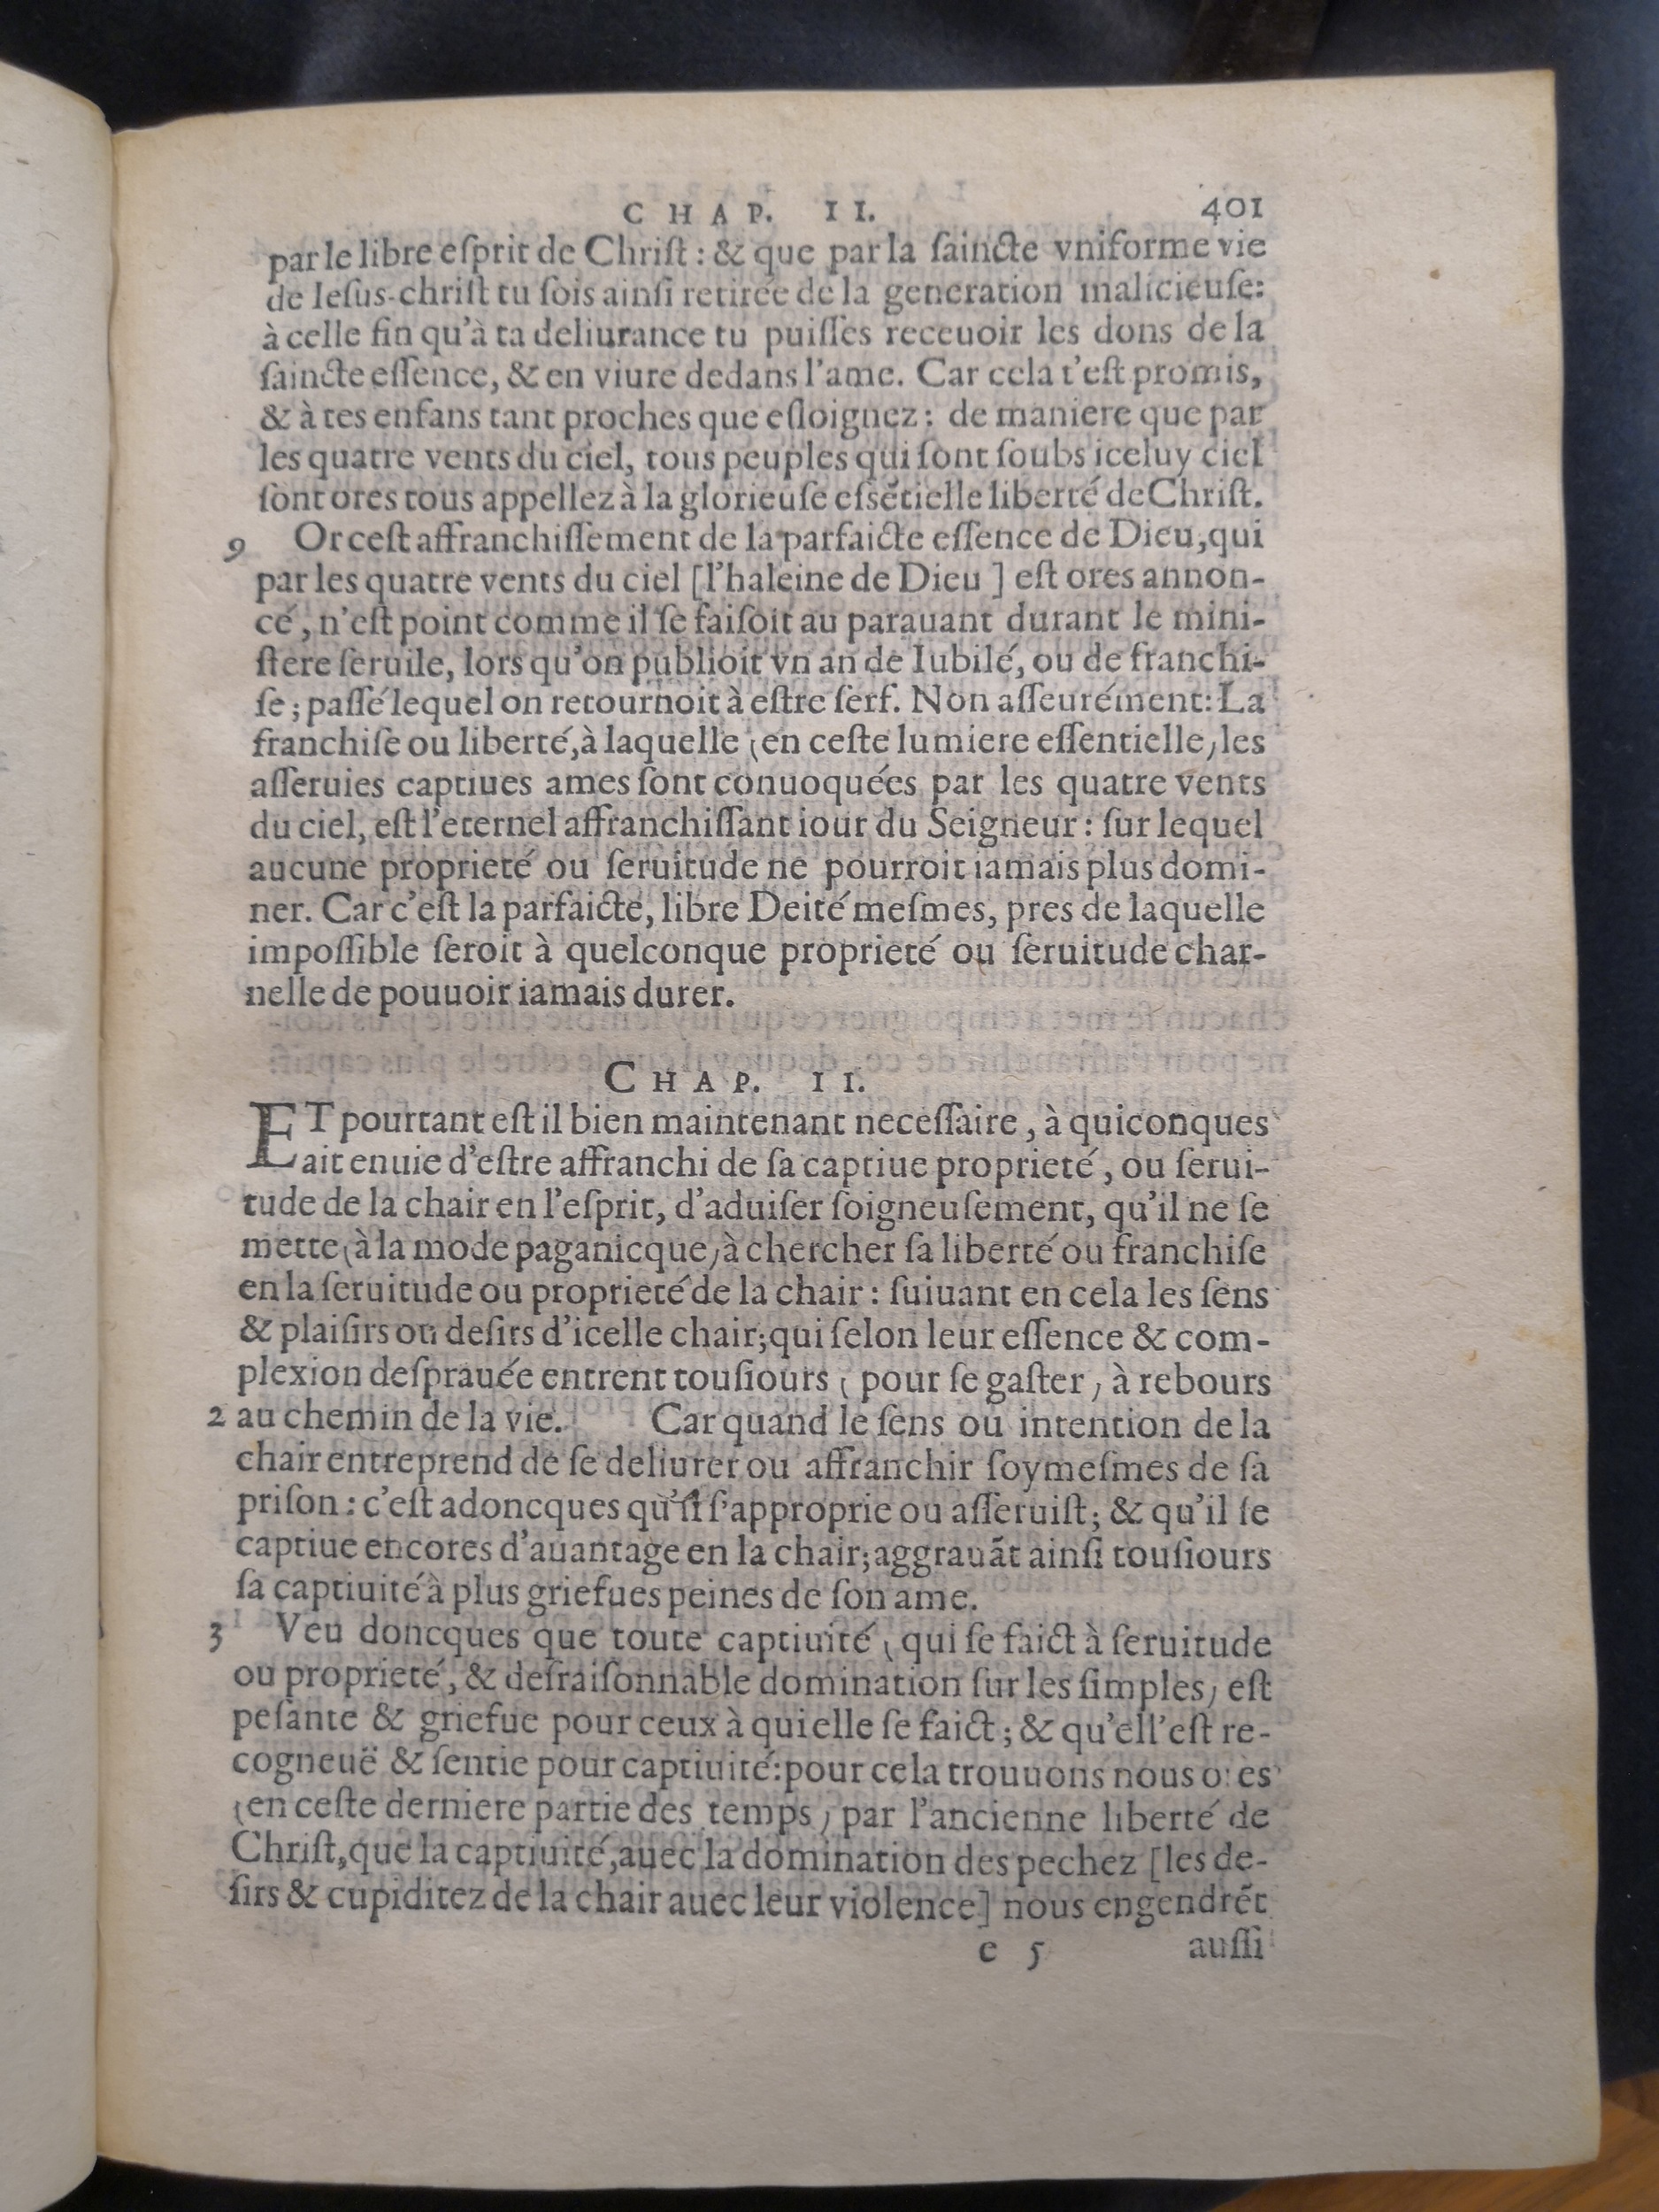 CHAP. II. 401
par le libre eſprit de Chriſt : & que par la ſaincte vniforme vie
de Ieſus-chriſt tu ſois ainſi retirée de la generation malicieuſe:
à celle fin qu'à ta deliurance tu puiſſes receuoir les dons de la
ſaincte eſſence, & en viure dedans l'ame. Car cela t'eſt promis,
& à tes enfans tant proches que eſloignez : de maniere que par
les quatre vents du ciel, tous peuples qui ſont ſoubs iceluy ciel
ſont ores tous appellez à la glorieuſe eſsẽtielle liberté de Chriſt.
9 Or ceſt affranchiſſement de la parfaicte eſſence de Dieu, qui
par les quatre vents du ciel [l'haleine de Dieu ] eſt ores annon-
cé, n'eſt point comme il ſe faiſoit au parauant durant le mini-
ſtere ſeruile, lors qu'on publioit vn an de Iubilé, ou de franchi-
ſe ; paſſé lequel on retournoit à eſtre ſerf. Non aſſeurément: La
franchiſe ou liberté, à laquelle (en ceſte lumiere eſſentielle) les
aſſeruies captiues ames ſont conuoquées par les quatre vents
du ciel, eſt l'eternel affranchiſſant iour du Seigneur : ſur lequel
aucune proprieté ou ſeruitude ne pourroit iamais plus domi-
ner. Car c'eſt la parfaicte, libre Deité meſmes, pres de laquelle
impoſſible ſeroit à quelconque proprieté ou ſeruitude char-
nelle de pouuoir iamais durer.
CHAP. II.
ET pourtant eſt il bien maintenant neceſſaire, à quiconques
ait enuie d'eſtre affranchi de ſa captiue proprieté, ou ſerui-
tude de la chair en l'eſprit, d'aduiſer ſoigneuſement, qu'il ne ſe
mette (à la mode paganicque) à chercher ſa liberté ou franchiſe
en la ſeruitude ou proprieté de la chair : ſuiuant en cela les ſens
& plaiſirs ou deſirs d'icelle chair; qui ſelon leur eſſence & com-
plexion deſprauée entrent touſiours ( pour ſe gaſter ) à rebours
2 au chemin de la vie. Car quand le ſens ou intention de la
chair entreprend de ſe deliurer ou affranchir ſoymeſmes de ſa
priſon : c'eſt adoncques qu'il ſ'approprie ou aſſeruiſt; & qu'il ſe
captiue encores d'auantage en la chair; aggrauãt ainſi touſiours
ſa captiuité à plus griefues peines de ſon ame.
3 Veu doncques que toute captiuité ( qui ſe faict à ſeruitude
ou proprieté, & deſraiſonnable domination ſur les ſimples) eſt
peſante & griefue pour ceux à qui elle ſe faict ; & qu'ell'eſt re-
cogneuë & ſentie pour captiuité: pour cela trouuons nous ores
(en ceſte derniere partie des temps ) par l'ancienne liberté de
Chriſt, que la captiuité, auec la domination des pechez [les de-
ſirs & cupiditez de la chair auec leur violence] nous engendrẽt
e 5 auſſi